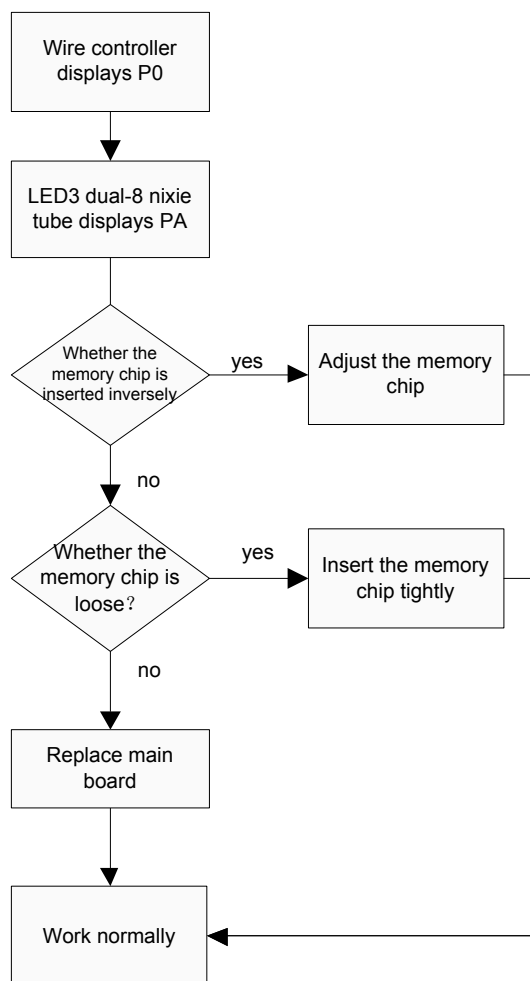 Wire controller
displays P0
LED3 dual-8 nixie
tube displays PA
Whether the
memory chip is
inserted inversely
yes
Adjust the memory
chip
no
Whether the
memory chip is
loose？
yes
Insert the memory
chip tightly
no
Replace main
board
Work normally